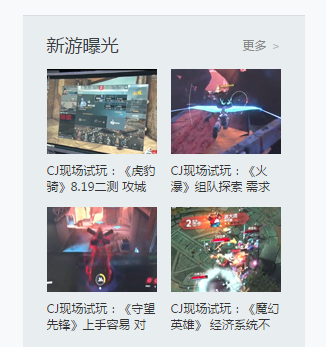 新游曝光
更多 >
CJ现场试玩：《虎豹
骑》8.19二测 攻城
CJ现场试玩：《火
瀑》组队探索 需求
CJ现场试玩：《守望
先锋》上手容易 对
CJ现场试玩：《魔幻
英雄》 经济系统不